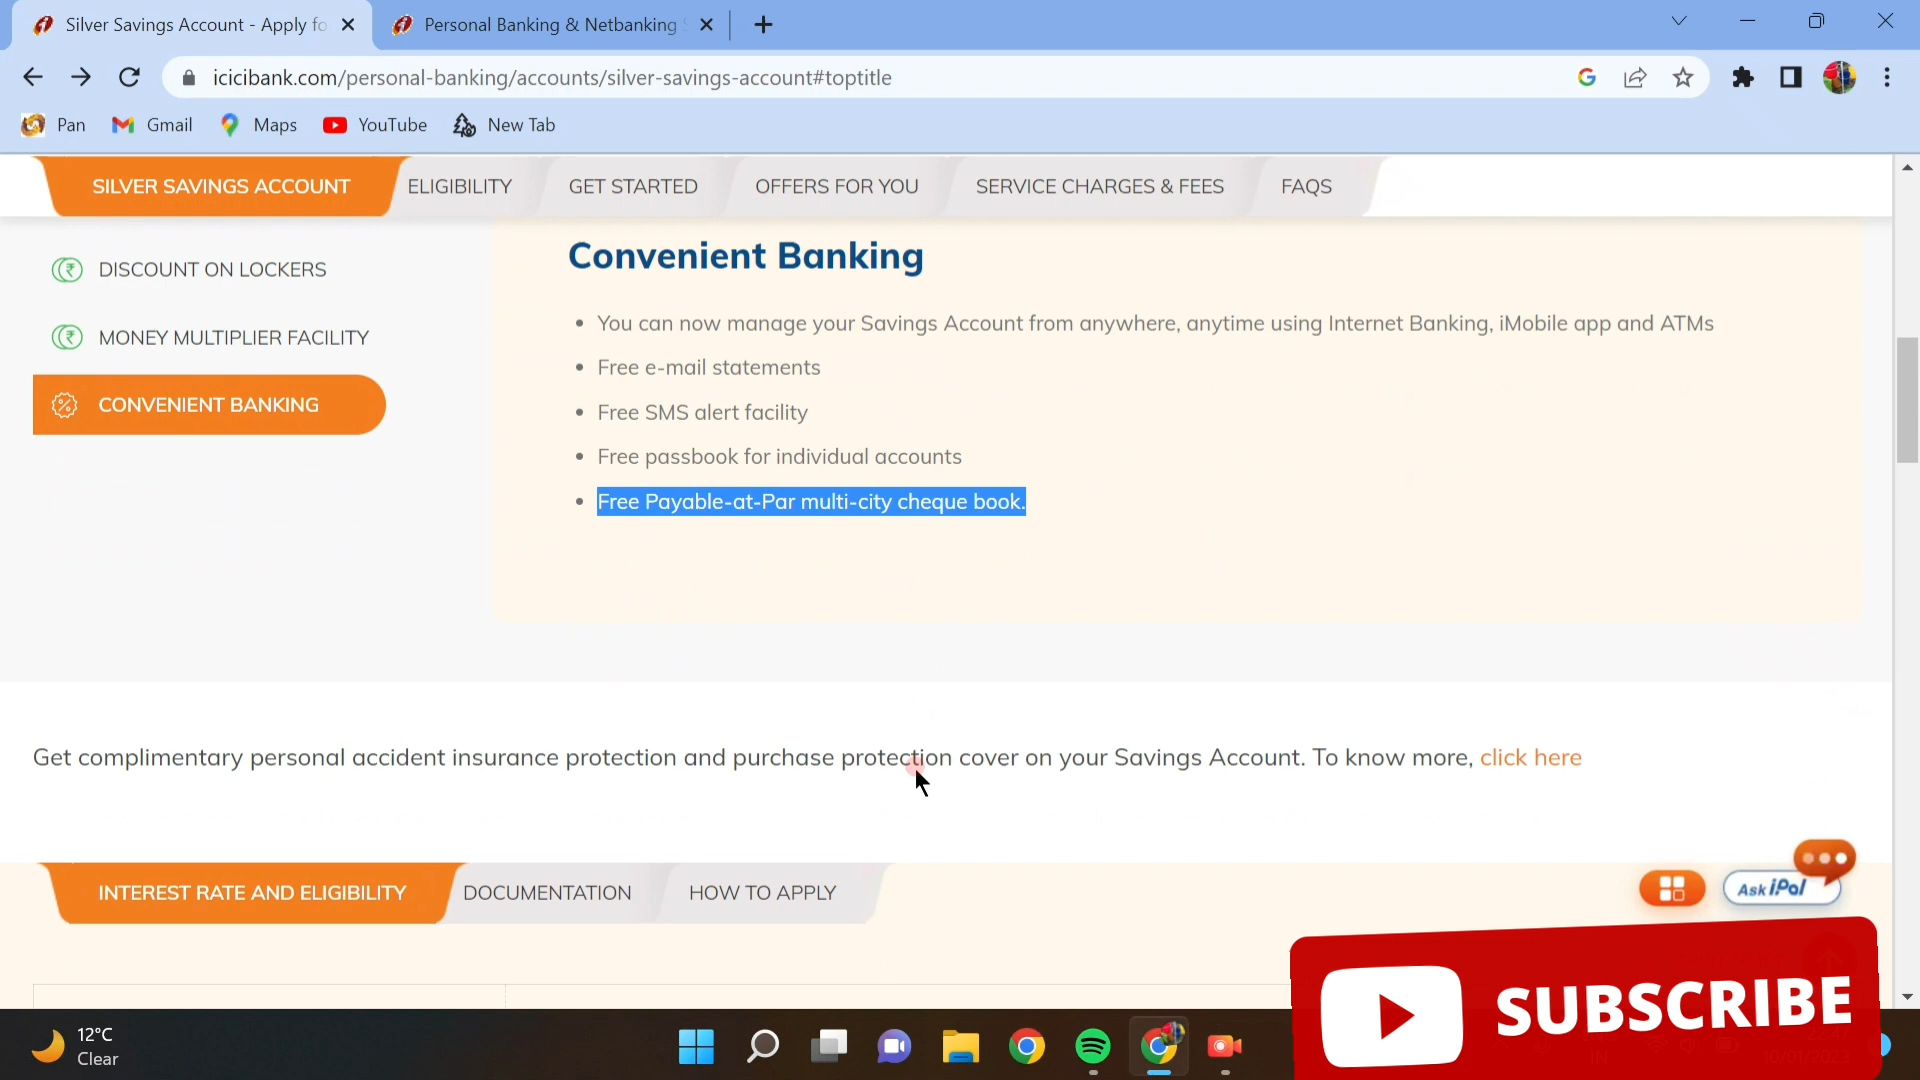 Silver Savings Account - Apply fo
Personal Banking & Netbanking S
icicibank.com/personal-banking/accounts/silver-savings-account#toptitle
Pan
Gmail
Maps
YouTube
New Tab
SILVER SAVINGS ACCOUNT
ELIGIBILITY
GET STARTED
OFFERS FOR YOU
SERVICE CHARGES & FEES
FAQS
DISCOUNT ON LOCKERS
MONEY MULTIPLIER FACILITY
CONVENIENT BANKING
Convenient Banking
• You can now manage your Savings Account from anywhere, anytime using Internet Banking, iMobile app and ATMs
• Free e-mail statements
• Free SMS alert facility
• Free passbook for individual accounts
• Free Payable-at-Par multi-city cheque book.
Get complimentary personal accident insurance protection and purchase protection cover on your Savings Account. To know more, click here
INTEREST RATE AND ELIGIBILITY
DOCUMENTATION
HOW TO APPLY
Ask iPal
SUBSCRIBE
12°C
Clear